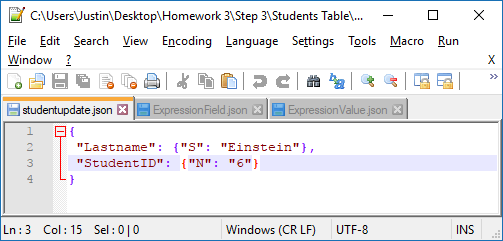 C:\Users\Justin\Desktop\Homework 3\Step 3\Students Table\...
File Edit Search View Encoding Language Settings Tools Macro Run
Window ? X
studentupdate.json ExpressionField.json ExpressionValue.json
1 {
2 "Lastname": {"S": "Einstein"},
3 "StudentID": {"N": "6"}
4 }
Ln : 3 Col : 15 Sel : 0 | 0 Windows (CR LF) UTF-8 INS